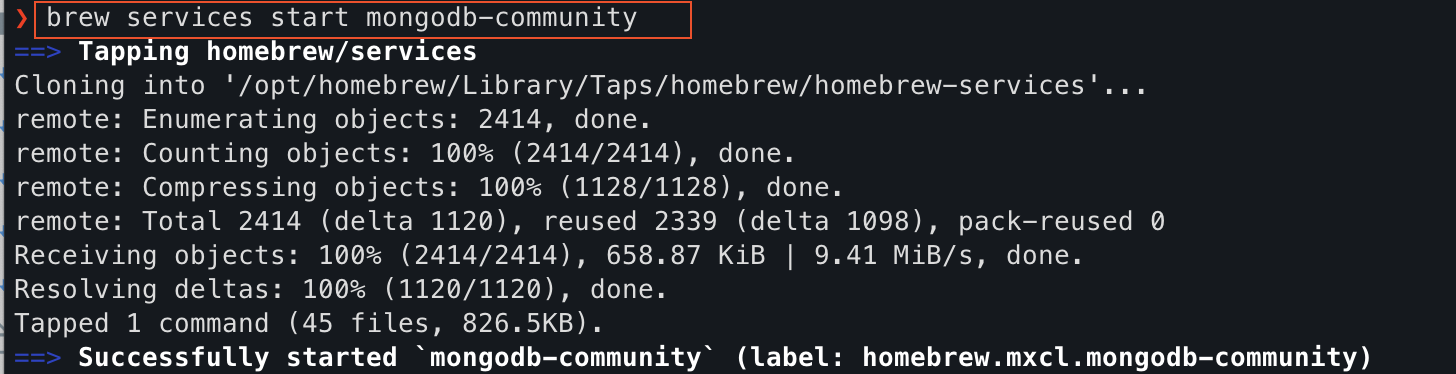 ❯ brew services start mongodb-community
==> Tapping homebrew/services
Cloning into '/opt/homebrew/Library/Taps/homebrew/homebrew-services'...
remote: Enumerating objects: 2414, done.
remote: Counting objects: 100% (2414/2414), done.
remote: Compressing objects: 100% (1128/1128), done.
remote: Total 2414 (delta 1120), reused 2339 (delta 1098), pack-reused 0
Receiving objects: 100% (2414/2414), 658.87 KiB | 9.41 MiB/s, done.
Resolving deltas: 100% (1120/1120), done.
Tapped 1 command (45 files, 826.5KB).
==> Successfully started `mongodb-community` (label: homebrew.mxcl.mongodb-community)